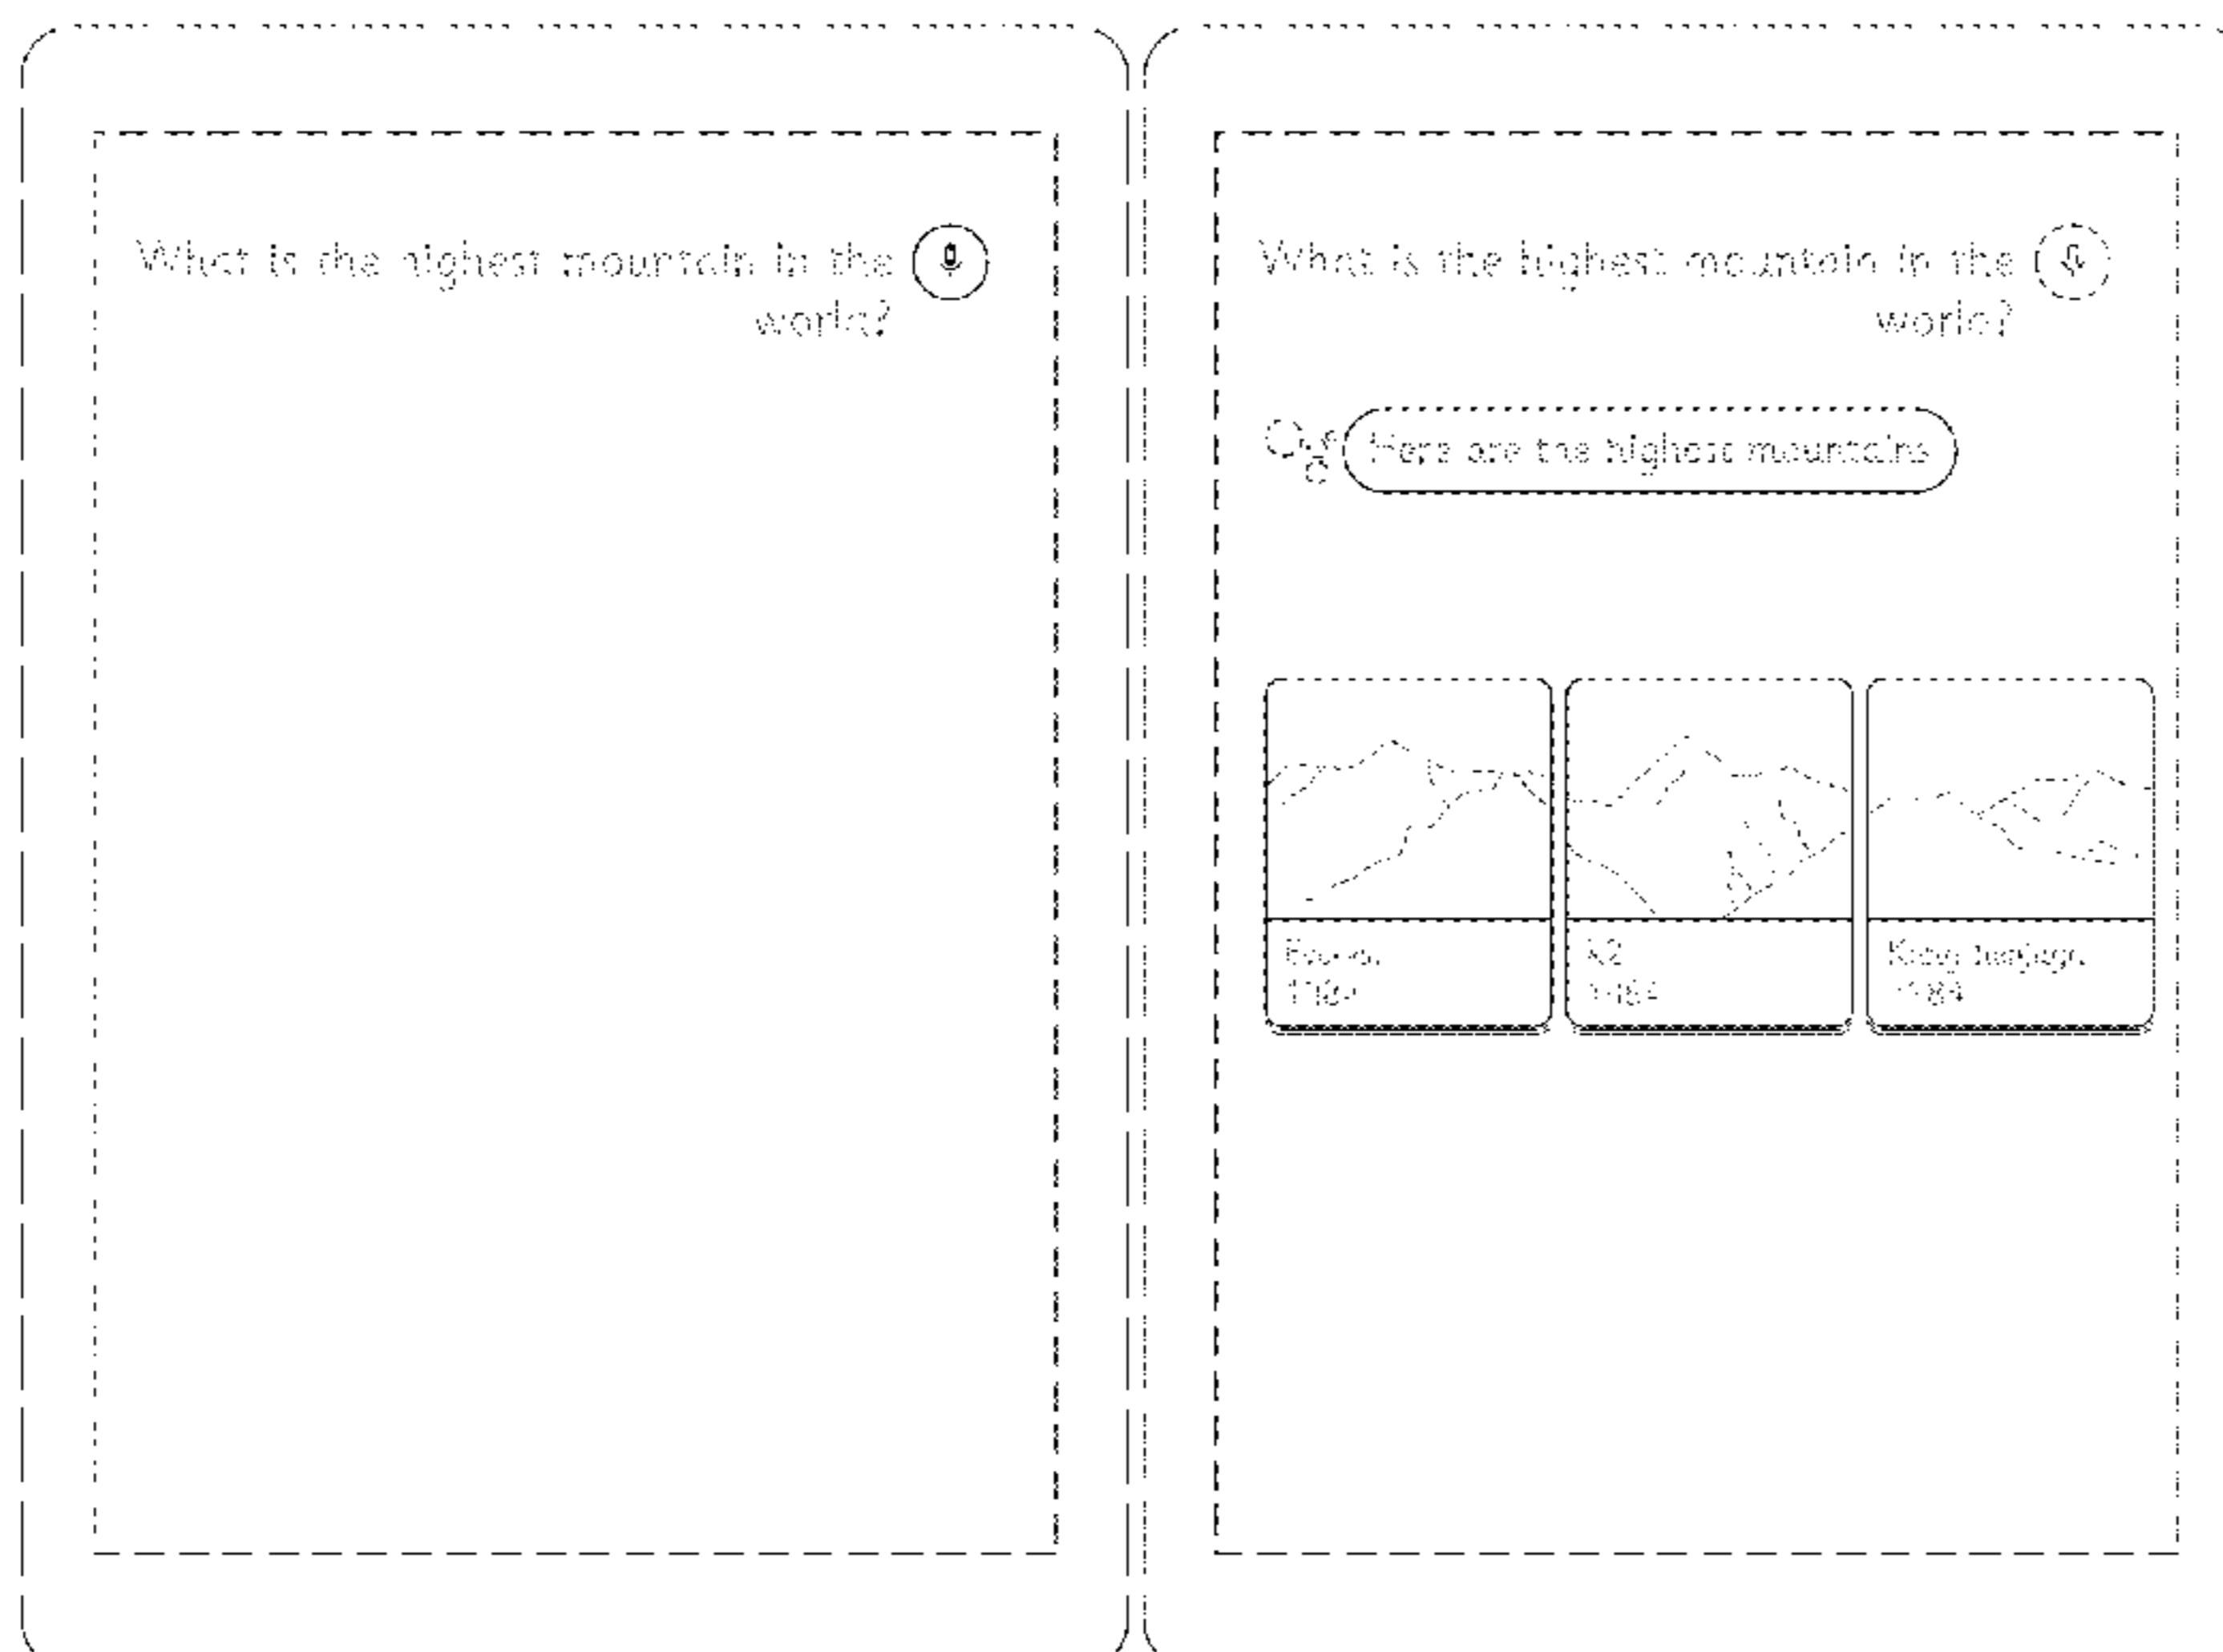 What is the highest mountain in the
world?
What is the highest mountain in the
world?
Here are the highest mountains
K2